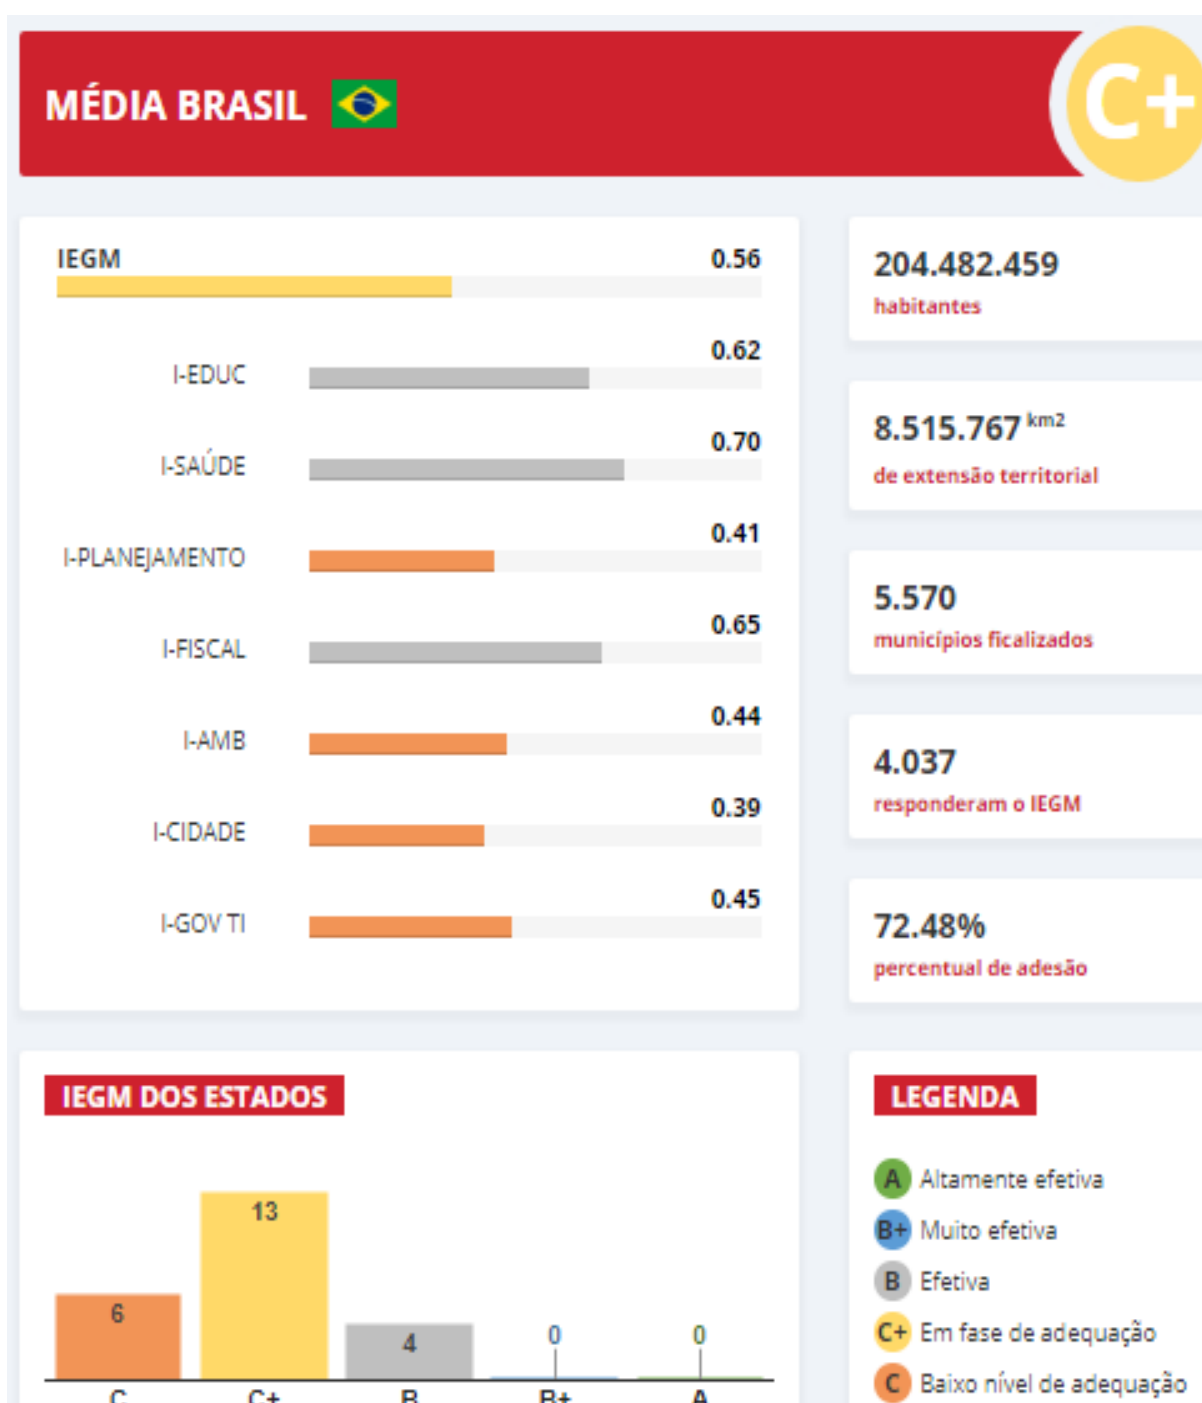 MÉDIA BRASIL
C+
IEGM 0.56
I-EDUC 0.62
I-SAÚDE 0.70
I-PLANEJAMENTO 0.41
I-FISCAL 0.65
I-AMB 0.44
I-CIDADE 0.39
I-GOV TI 0.45
204.482.459
habitantes
8.515.767 km2
de extensão territorial
5.570
municípios ficalizados
4.037
responderam o IEGM
72.48%
percentual de adesão
IEGM DOS ESTADOS
6 13 4 0 0
C C+ B B+ A
LEGENDA
A Altamente efetiva
B+ Muito efetiva
B Efetiva
C+ Em fase de adequação
C Baixo nível de adequação